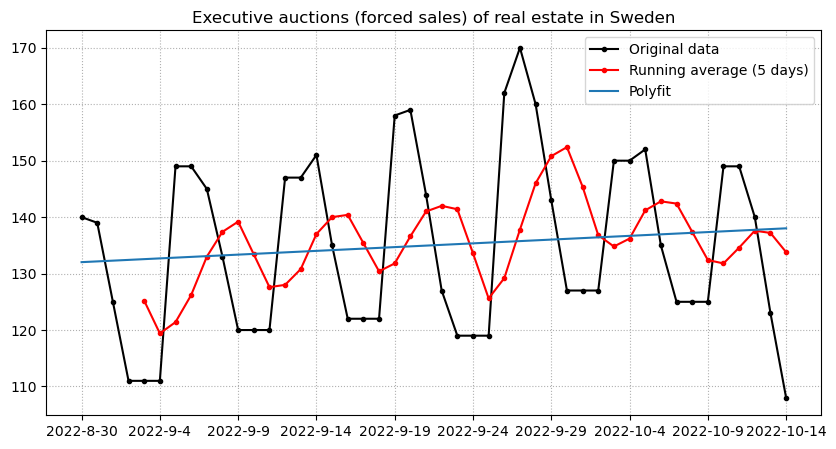 Executive auctions (forced sales) of real estate in Sweden
Original data
Running average (5 days)
Polyfit
170
160
150
140
130
120
110
2022-8-30 2022-9-4 2022-9-9 2022-9-14 2022-9-19 2022-9-24 2022-9-29 2022-10-4 2022-10-9 2022-10-14